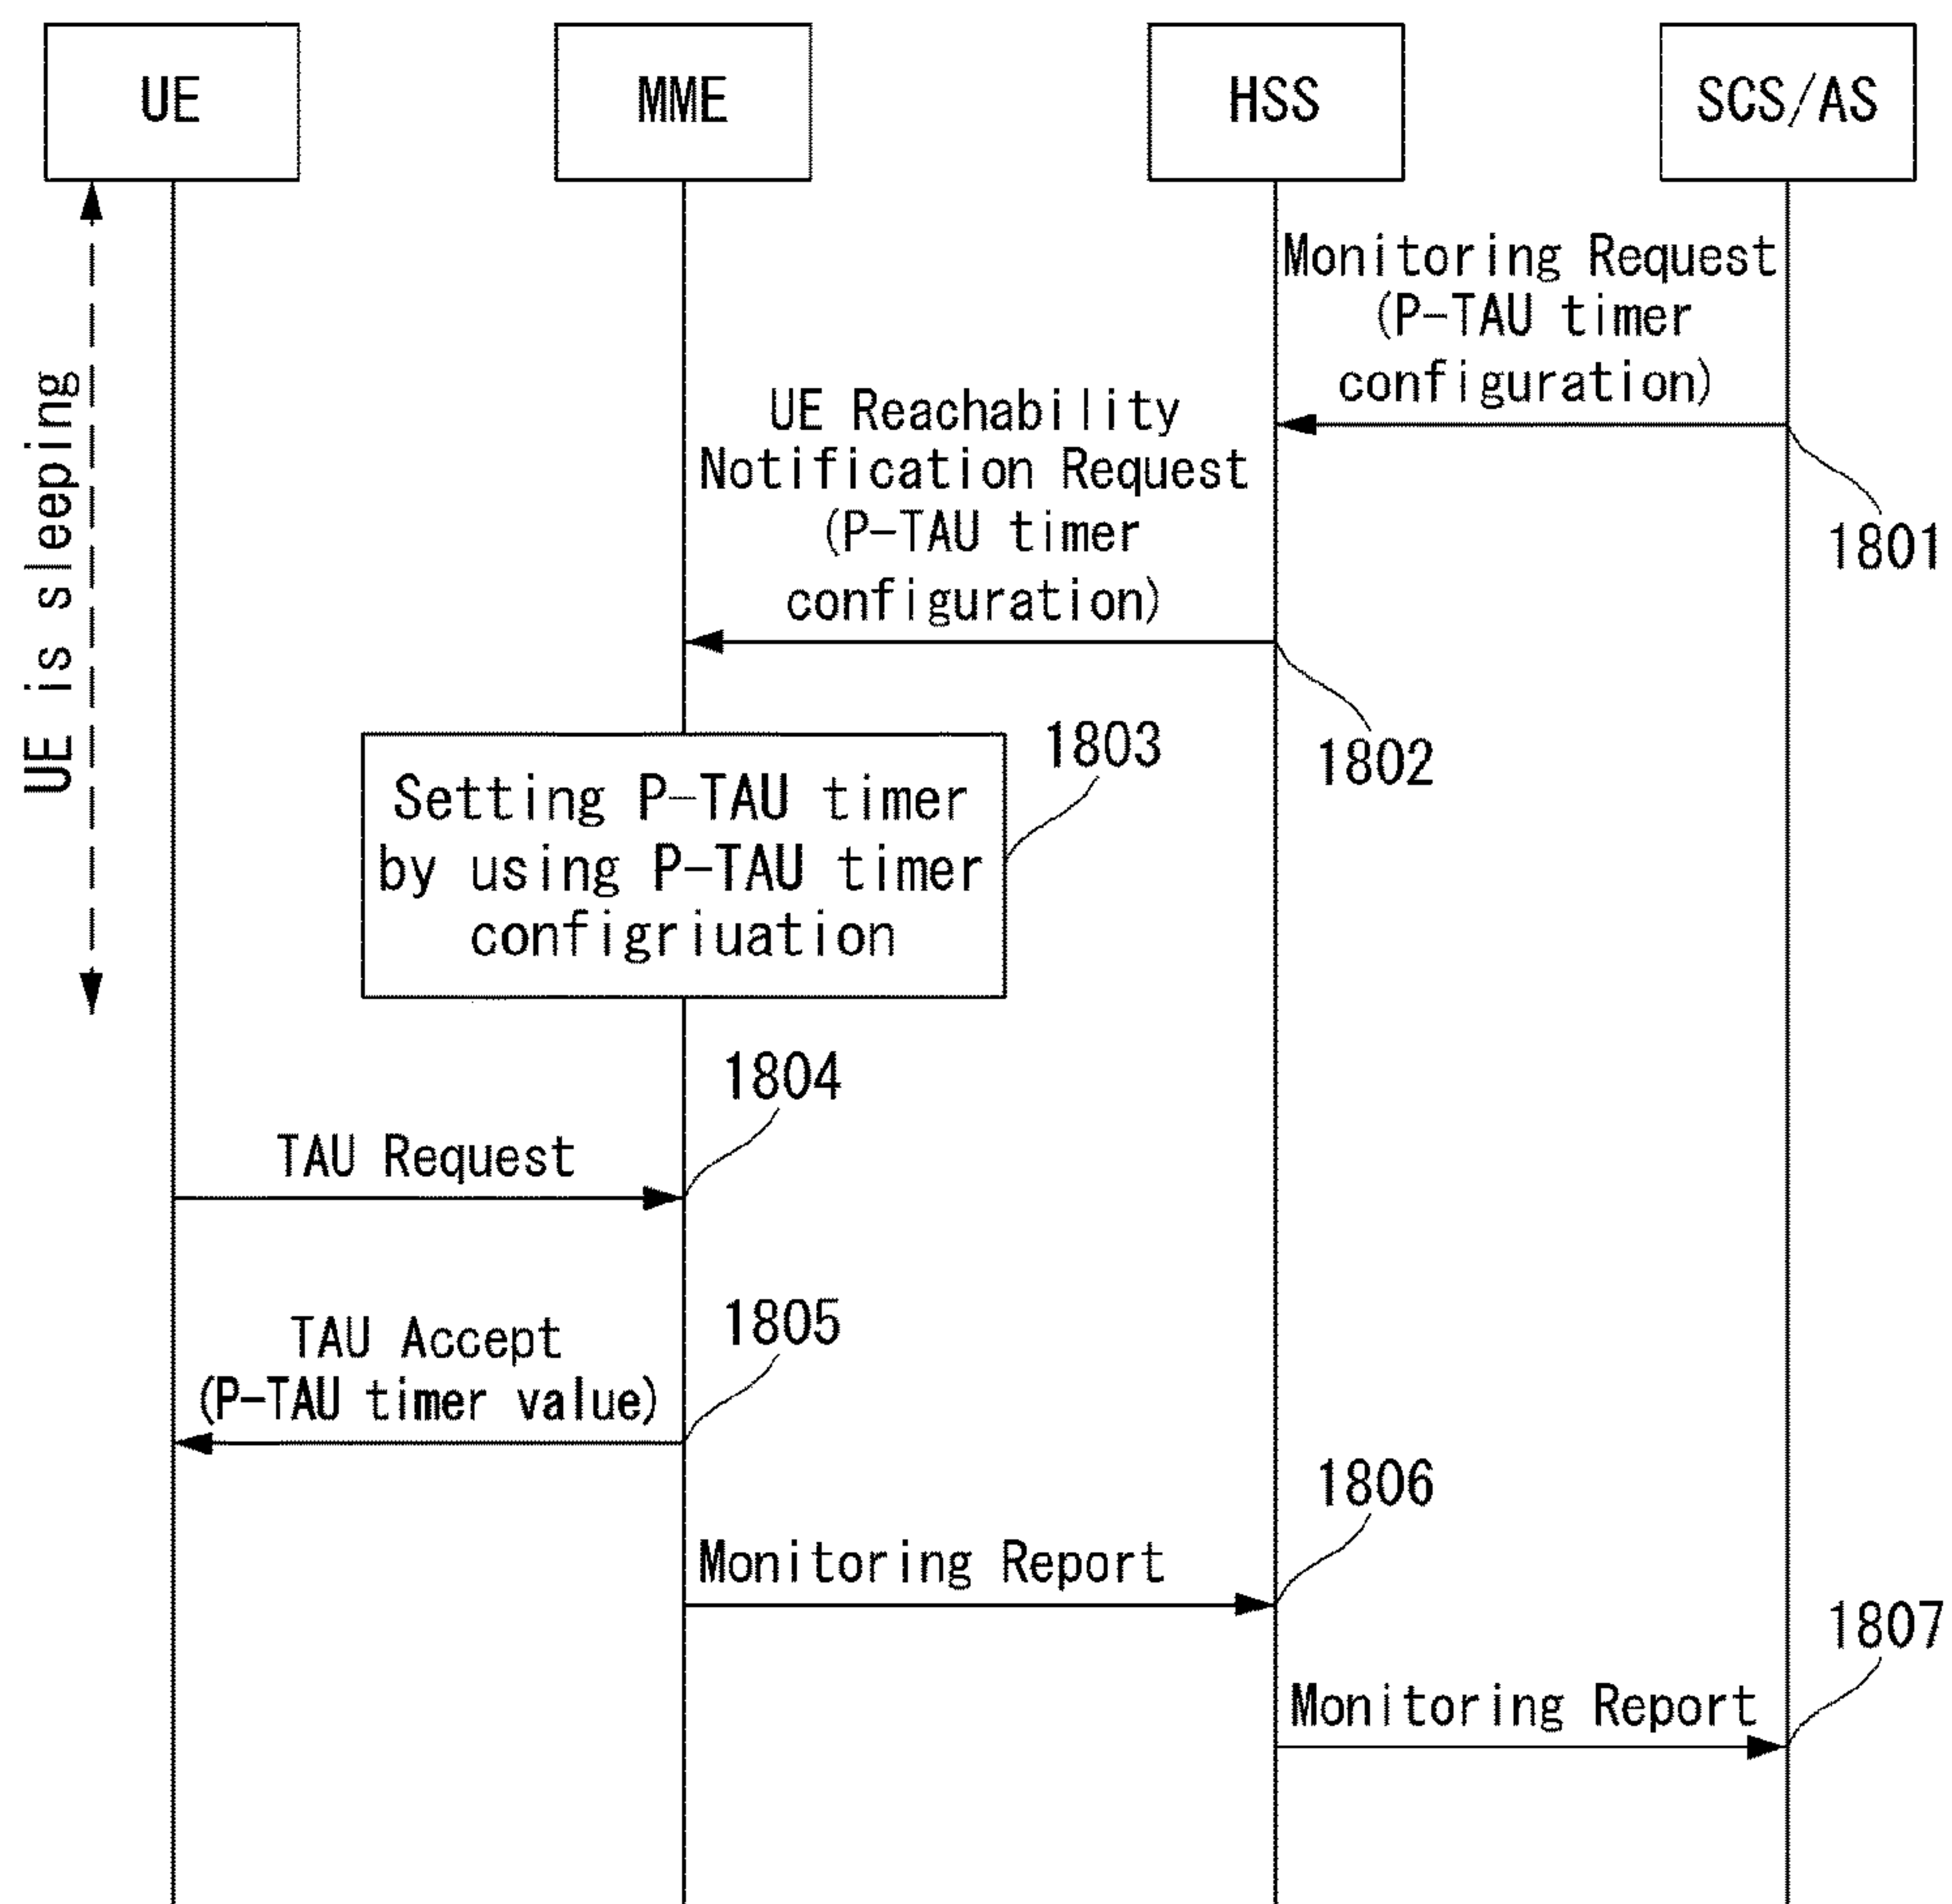 UE
MME
HSS
SCS/AS
UE is sleeping
Monitoring Request
(P-TAU timer
configuration)
1801
UE Reachability
Notification Request
(P-TAU timer
configuration)
1802
1803
Setting P-TAU timer
by using P-TAU timer
configriuation
1804
TAU Request
1805
TAU Accept
(P-TAU timer value)
1806
Monitoring Report
1807
Monitoring Report